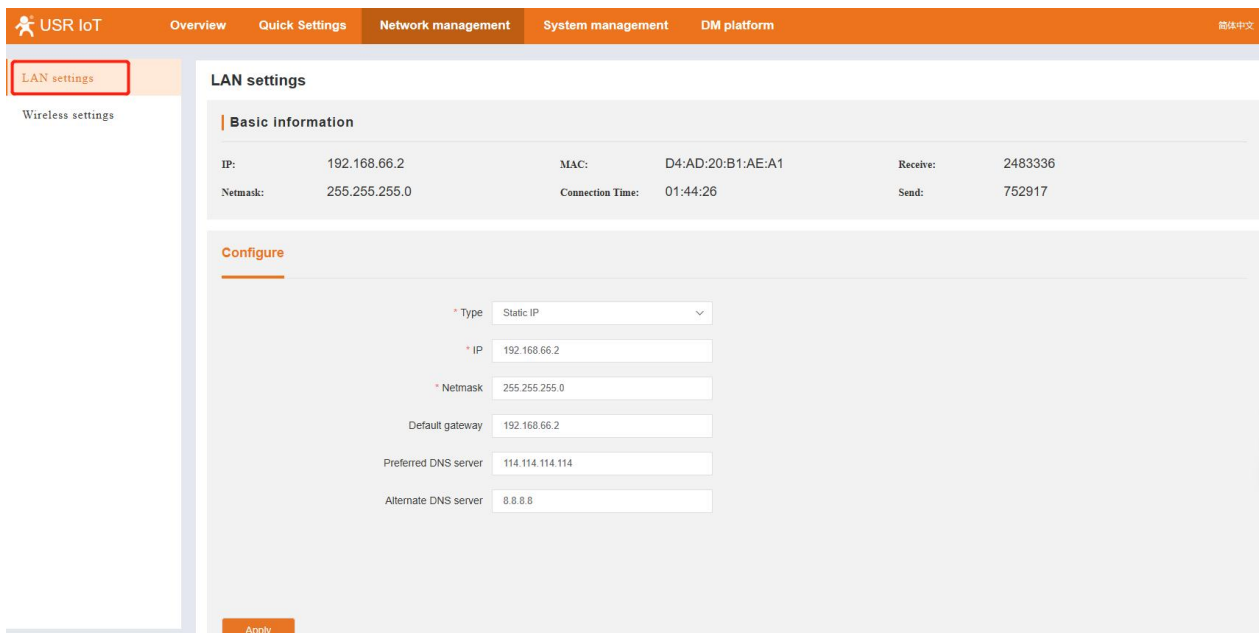 USR IoT Overview Quick Settings Network management System management DM platform 简体中文
LAN settings
Wireless settings
LAN settings
Basic information
IP: 192.168.66.2 MAC: D4:AD:20:B1:AE:A1 Receive: 2483336
Netmask: 255.255.255.0 Connection Time: 01:44:26 Send: 752917
Configure
* Type Static IP
* IP 192.168.66.2
* Netmask 255.255.255.0
Default gateway 192.168.66.2
Preferred DNS server 114.114.114.114
Alternate DNS server 8.8.8.8
Apply